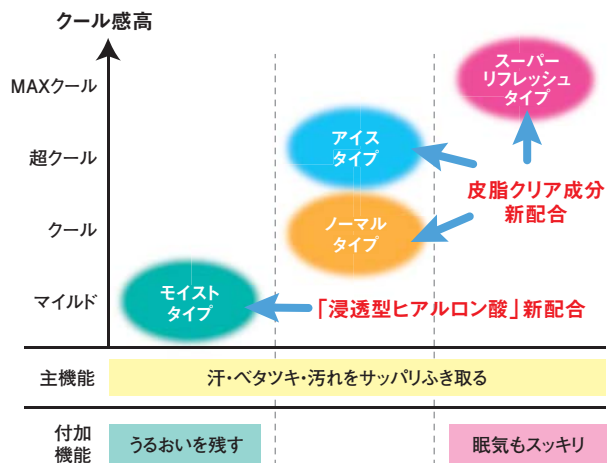 クール感高
MAXクール
スーパー
リフレッシュ
タイプ
超クール
アイス
タイプ
皮脂クリア成分
新配合
クール
ノーマル
タイプ
マイルド
モイスト
タイプ
「浸透型ヒアルロン酸」新配合
主機能
汗・ベタツキ・汚れをサッパリふき取る
付加
機能
うるおいを残す
眠気もスッキリ